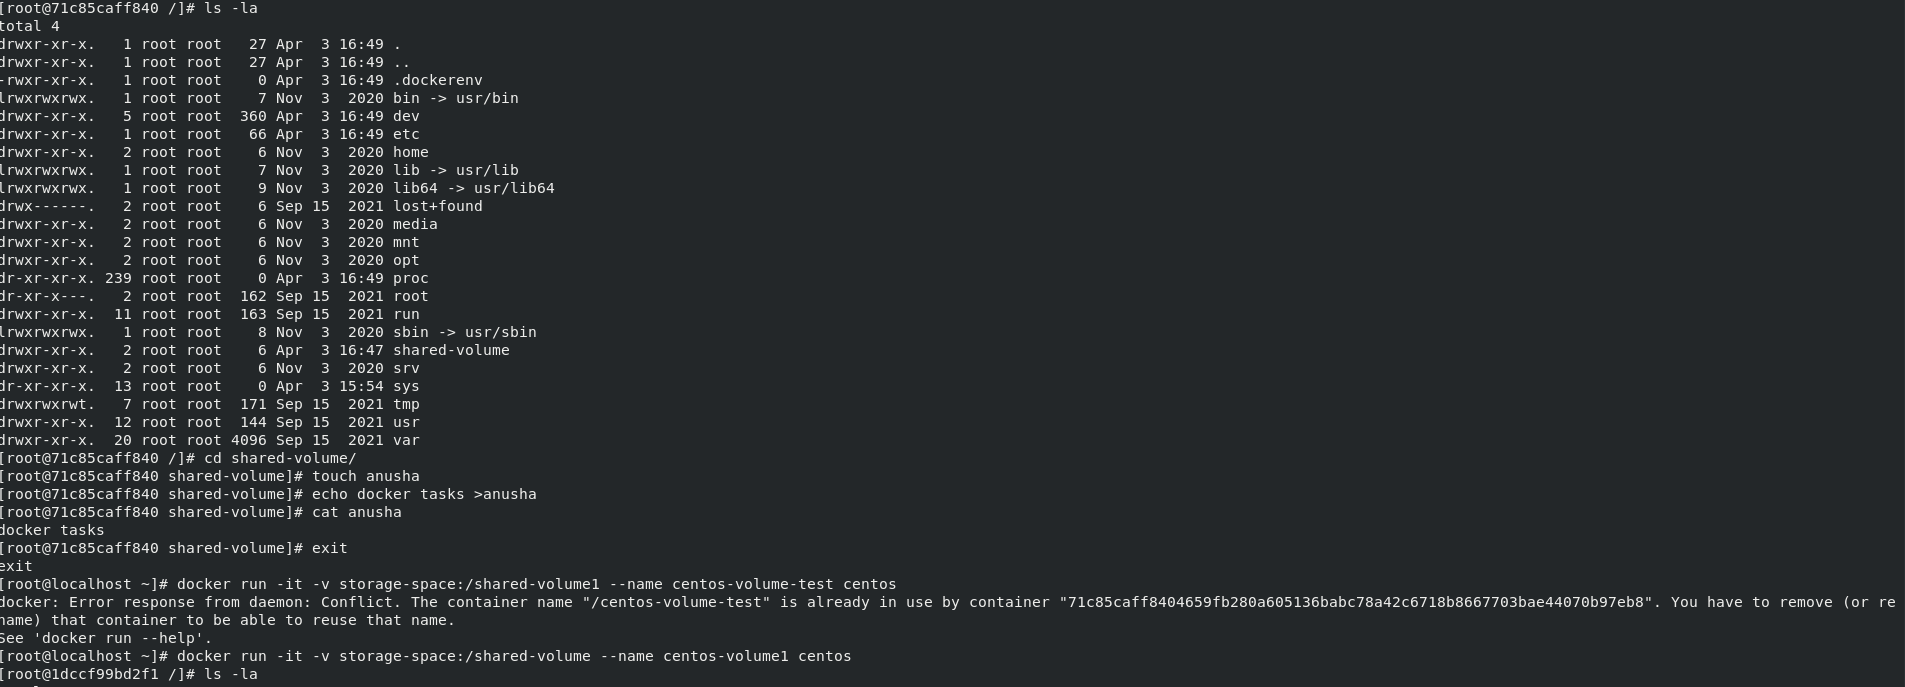 [root@71c85caff840 /]# ls -la
total 4
drwxr-xr-x.   1 root root   27 Apr  3 16:49 .
drwxr-xr-x.   1 root root   27 Apr  3 16:49 ..
-rwxr-xr-x.   1 root root    0 Apr  3 16:49 .dockerenv
lrwxrwxrwx.   1 root root    7 Nov  3  2020 bin -> usr/bin
drwxr-xr-x.   5 root root  360 Apr  3 16:49 dev
drwxr-xr-x.   1 root root   66 Apr  3 16:49 etc
drwxr-xr-x.   2 root root    6 Nov  3  2020 home
lrwxrwxrwx.   1 root root    7 Nov  3  2020 lib -> usr/lib
lrwxrwxrwx.   1 root root    9 Nov  3  2020 lib64 -> usr/lib64
drwx------.   2 root root    6 Sep 15  2021 lost+found
drwxr-xr-x.   2 root root    6 Nov  3  2020 media
drwxr-xr-x.   2 root root    6 Nov  3  2020 mnt
drwxr-xr-x.   2 root root    6 Nov  3  2020 opt
dr-xr-xr-x. 239 root root    0 Apr  3 16:49 proc
dr-xr-x---.   2 root root  162 Sep 15  2021 root
drwxr-xr-x.  11 root root  163 Sep 15  2021 run
lrwxrwxrwx.   1 root root    8 Nov  3  2020 sbin -> usr/sbin
drwxr-xr-x.   2 root root    6 Apr  3 16:47 shared-volume
drwxr-xr-x.   2 root root    6 Nov  3  2020 srv
dr-xr-xr-x.  13 root root    0 Apr  3 15:54 sys
drwxrwxrwt.   7 root root  171 Sep 15  2021 tmp
drwxr-xr-x.  12 root root  144 Sep 15  2021 usr
drwxr-xr-x.  20 root root 4096 Sep 15  2021 var
[root@71c85caff840 /]# cd shared-volume/
[root@71c85caff840 shared-volume]# touch anusha
[root@71c85caff840 shared-volume]# echo docker tasks >anusha
[root@71c85caff840 shared-volume]# cat anusha
docker tasks
[root@71c85caff840 shared-volume]# exit
exit
[root@localhost ~]# docker run -it -v storage-space:/shared-volume1 --name centos-volume-test centos
docker: Error response from daemon: Conflict. The container name "/centos-volume-test" is already in use by container "71c85caff8404659fb280a605136babc78a42c6718b8667703bae44070b97eb8". You have to remove (or re
name) that container to be able to reuse that name.
See 'docker run --help'.
[root@localhost ~]# docker run -it -v storage-space:/shared-volume --name centos-volume1 centos
[root@1dccf99bd2f1 /]# ls -la